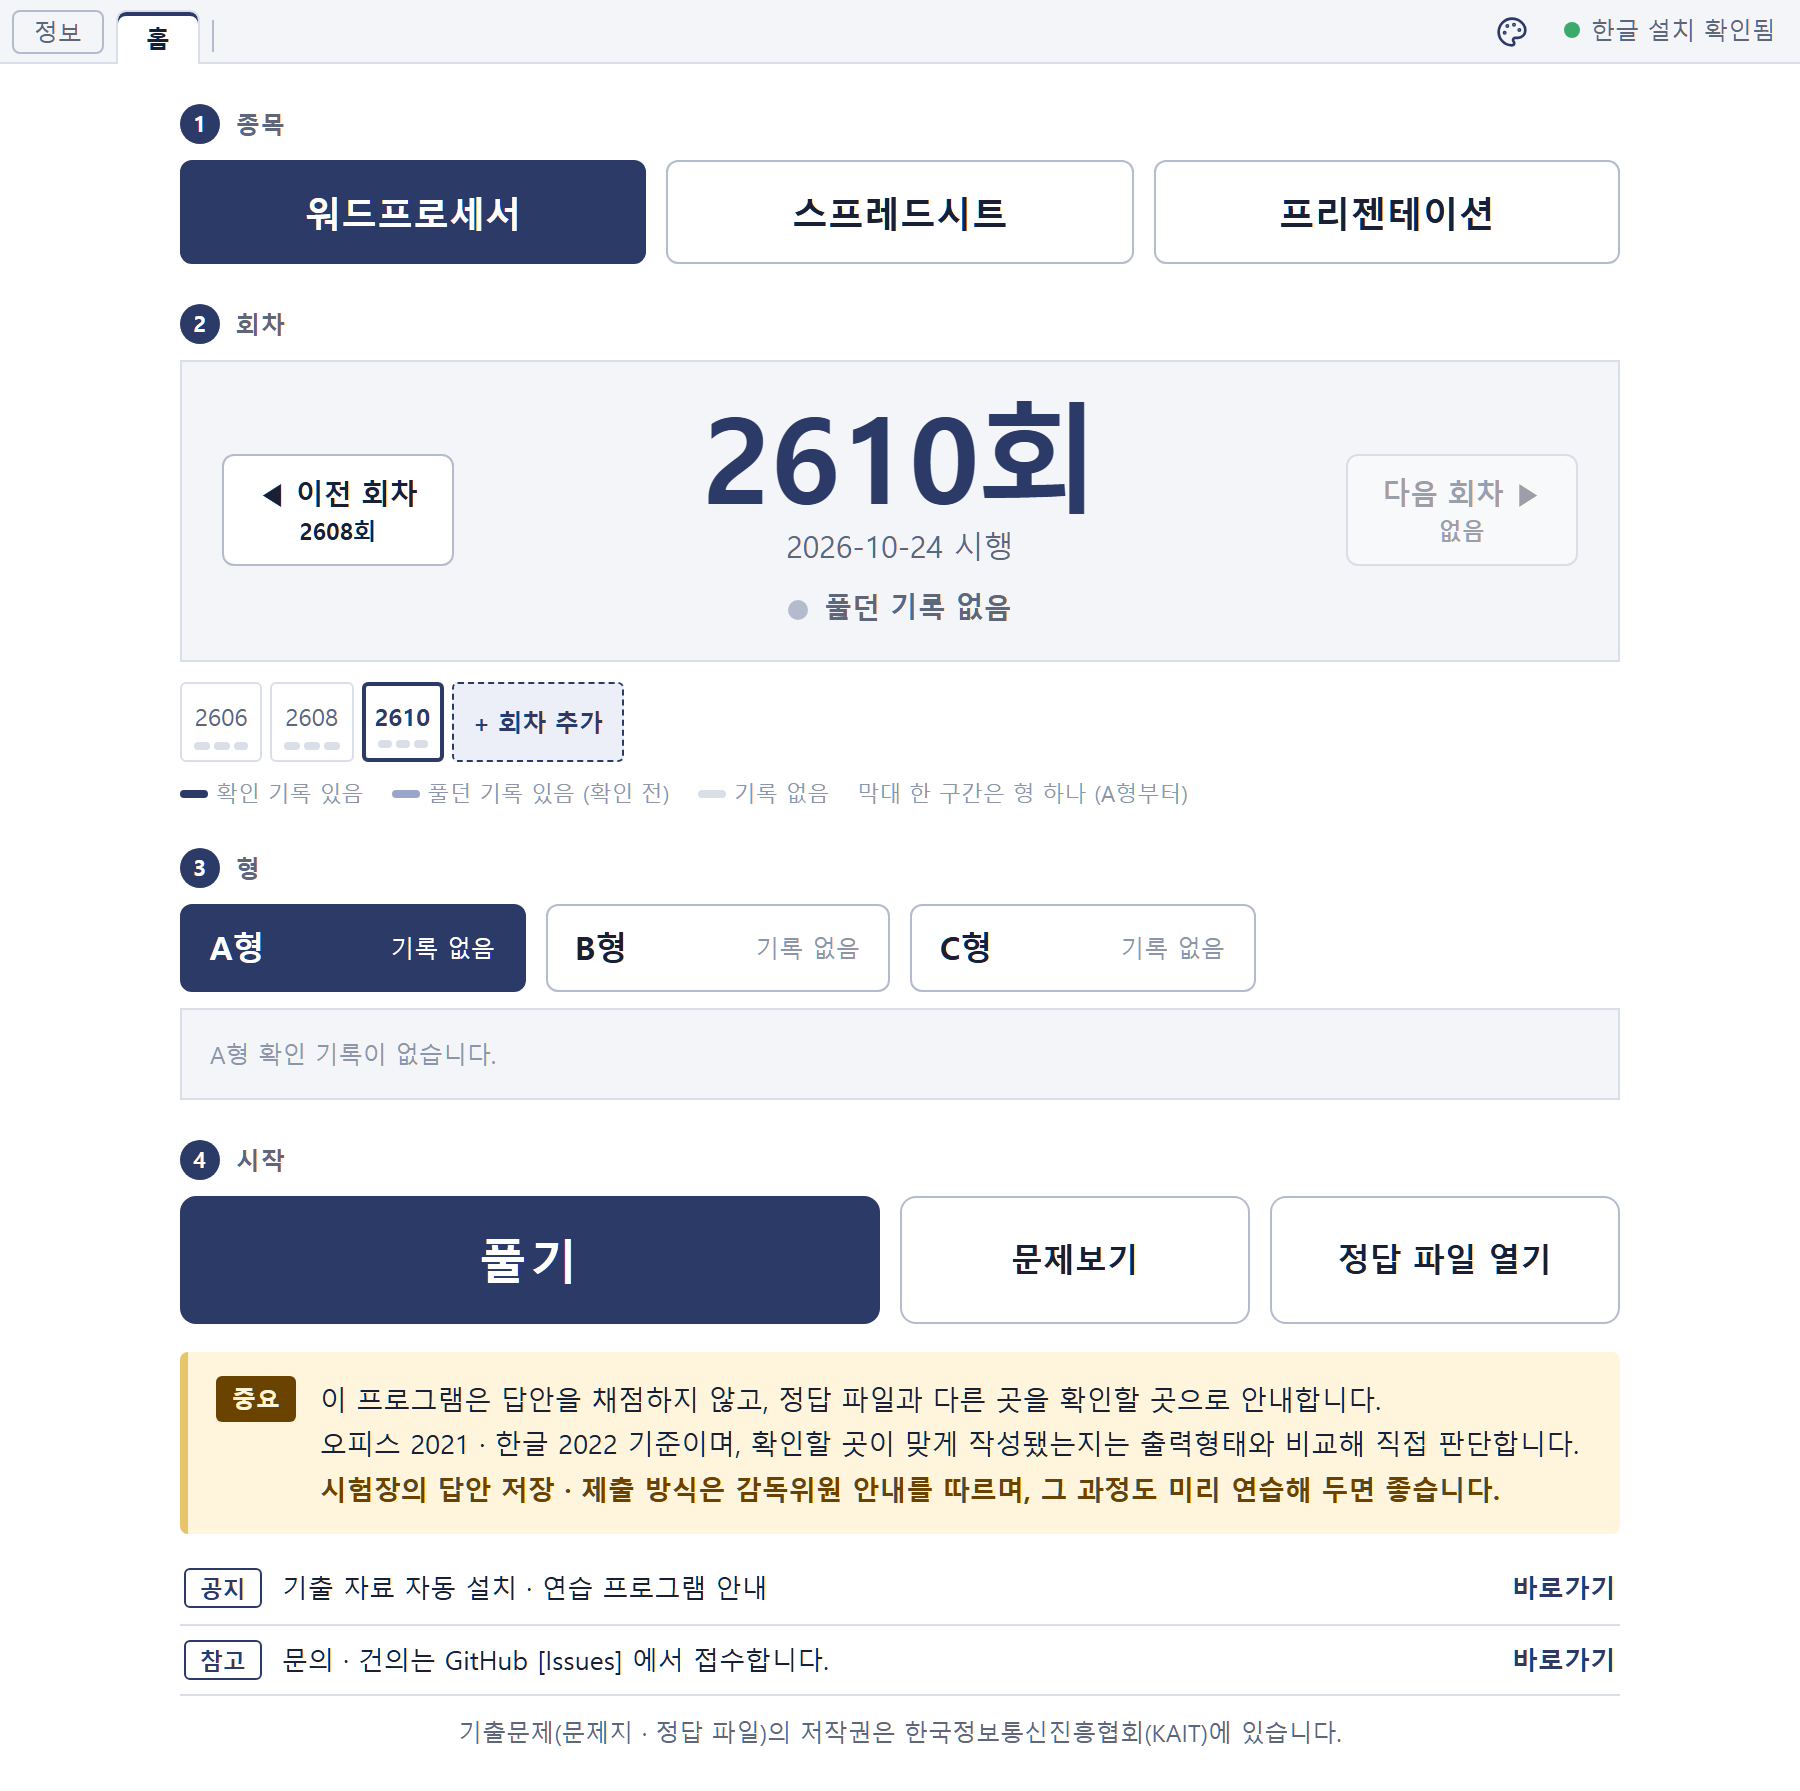 정보
홈
한글 설치 확인됨
1 종목
워드프로세서
스프레드시트
프리젠테이션
2 회차
◀ 이전 회차
2608회
2610회
2026-10-24 시행
풀던 기록 없음
다음 회차 ▶
없음
2606
2608
2610
+ 회차 추가
확인 기록 있음
풀던 기록 있음 (확인 전)
기록 없음
막대 한 구간은 형 하나 (A형부터)
3 형
A형 기록 없음
B형 기록 없음
C형 기록 없음
A형 확인 기록이 없습니다.
4 시작
풀기
문제보기
정답 파일 열기
중요
이 프로그램은 답안을 채점하지 않고, 정답 파일과 다른 곳을 확인할 곳으로 안내합니다.
오피스 2021 · 한글 2022 기준이며, 확인할 곳이 맞게 작성됐는지는 출력형태와 비교해 직접 판단합니다.
시험장의 답안 저장 · 제출 방식은 감독위원 안내를 따르며, 그 과정도 미리 연습해 두면 좋습니다.
공지 기출 자료 자동 설치 · 연습 프로그램 안내 바로가기
참고 문의 · 건의는 GitHub [Issues] 에서 접수합니다. 바로가기
기출문제(문제지 · 정답 파일)의 저작권은 한국정보통신진흥협회(KAIT)에 있습니다.